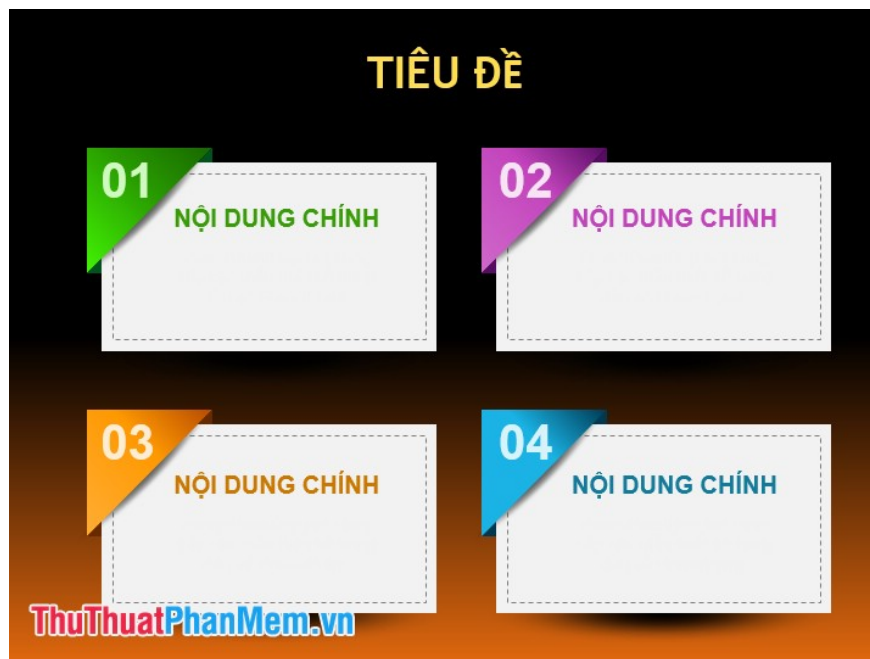 TIÊU ĐỀ
01
NỘI DUNG CHÍNH
02
NỘI DUNG CHÍNH
03
NỘI DUNG CHÍNH
04
NỘI DUNG CHÍNH
ThuThuatPhanMem.vn